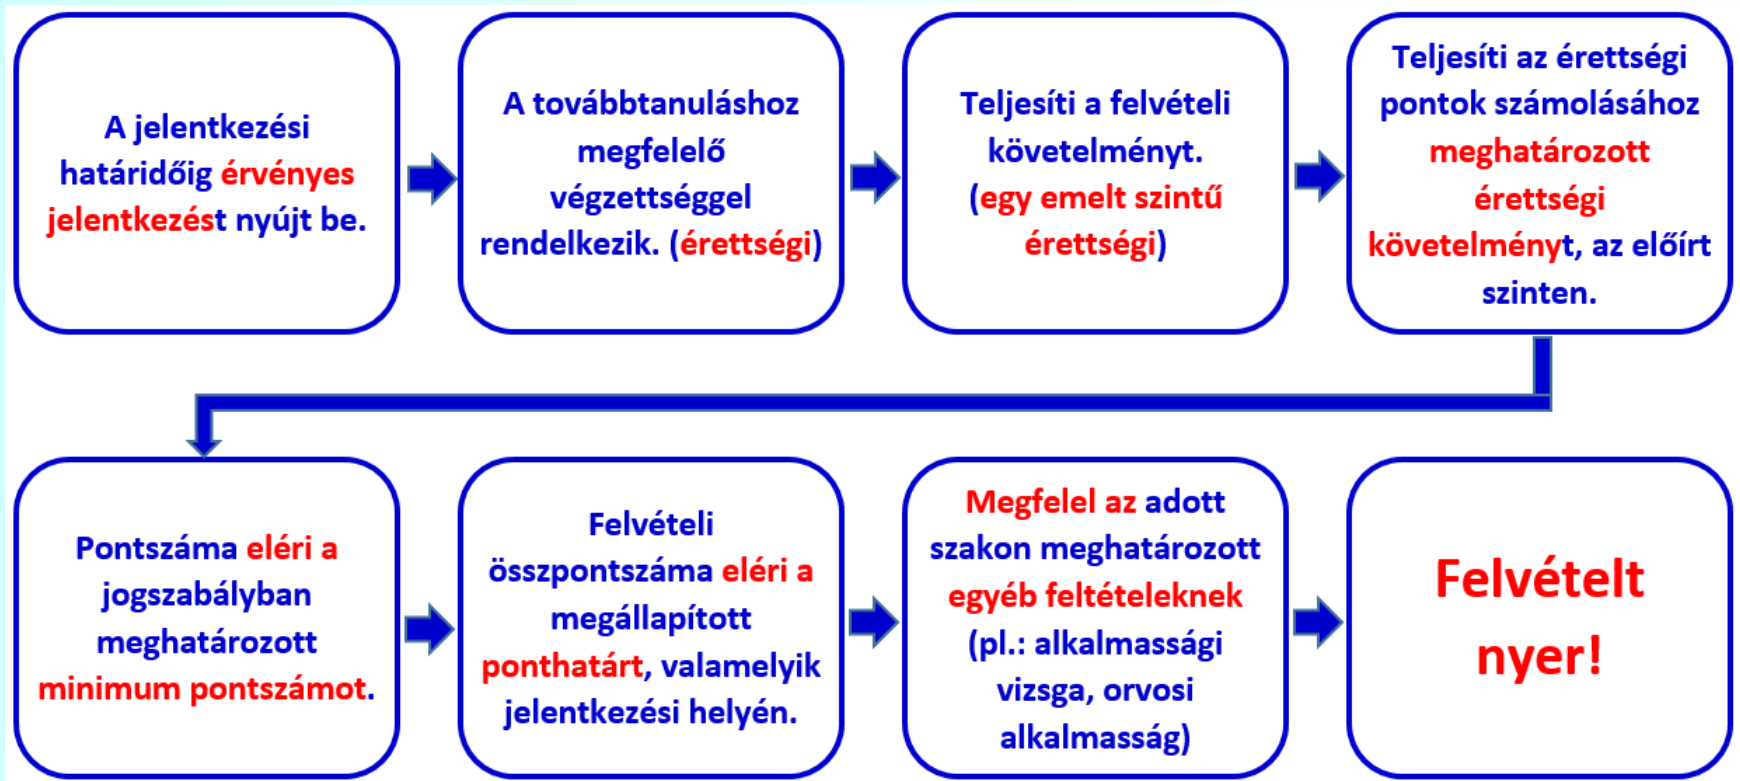 A jelentkezési
határidőig érvényes
jelentkezést nyújt be.
A továbbtanuláshoz
megfelelő
végzettséggel
rendelkezik. (érettségi)
Teljesíti a felvételi
követelményt.
(egy emelt szintű
érettségi)
Teljesíti az érettségi
pontok számolásához
meghatározott
érettségi
követelményt, az előírt
szinten.
Pontszáma eléri a
jogszabályban
meghatározott
minimum pontszámot.
Felvételi
összpontszáma eléri a
megállapított
ponthatárt, valamelyik
jelentkezési helyén.
Megfelel az adott
szakon meghatározott
egyéb feltételeknek
(pl.: alkalmassági
vizsga, orvosi
alkalmasság)
Felvételt
nyer!